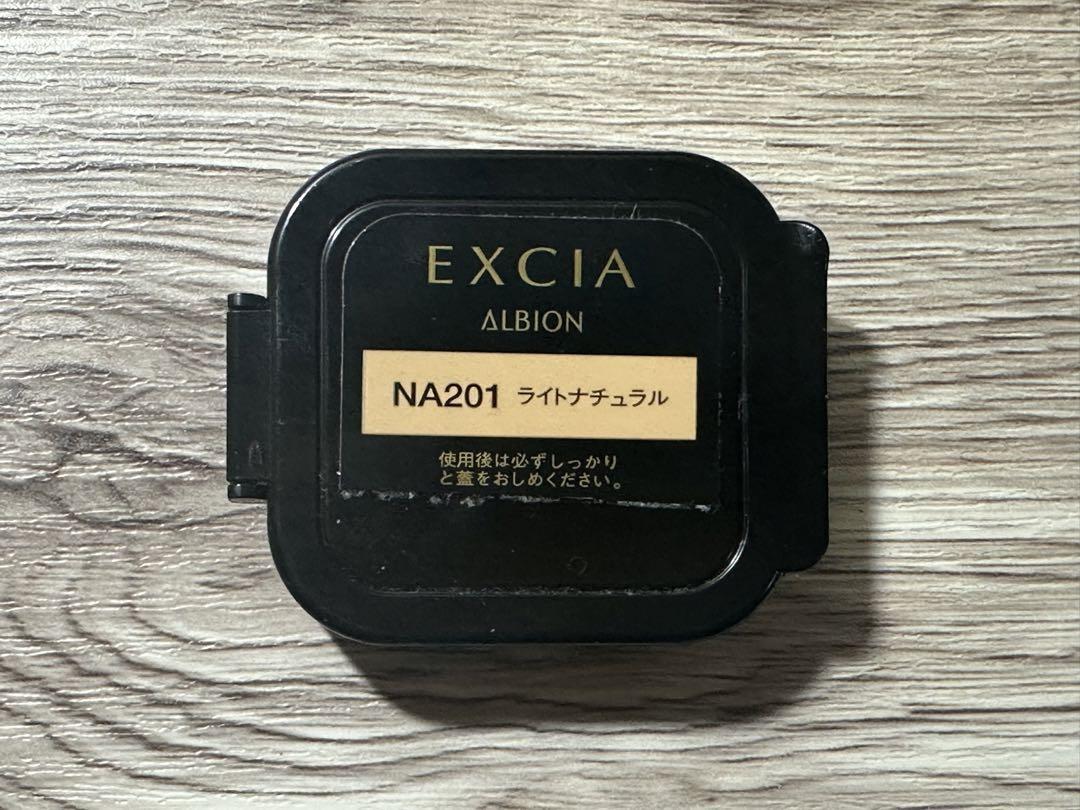 EXCIA
ALBION
NA201 ライトナチュラル
使用後は必ずしっかり
と蓋をおしめください。